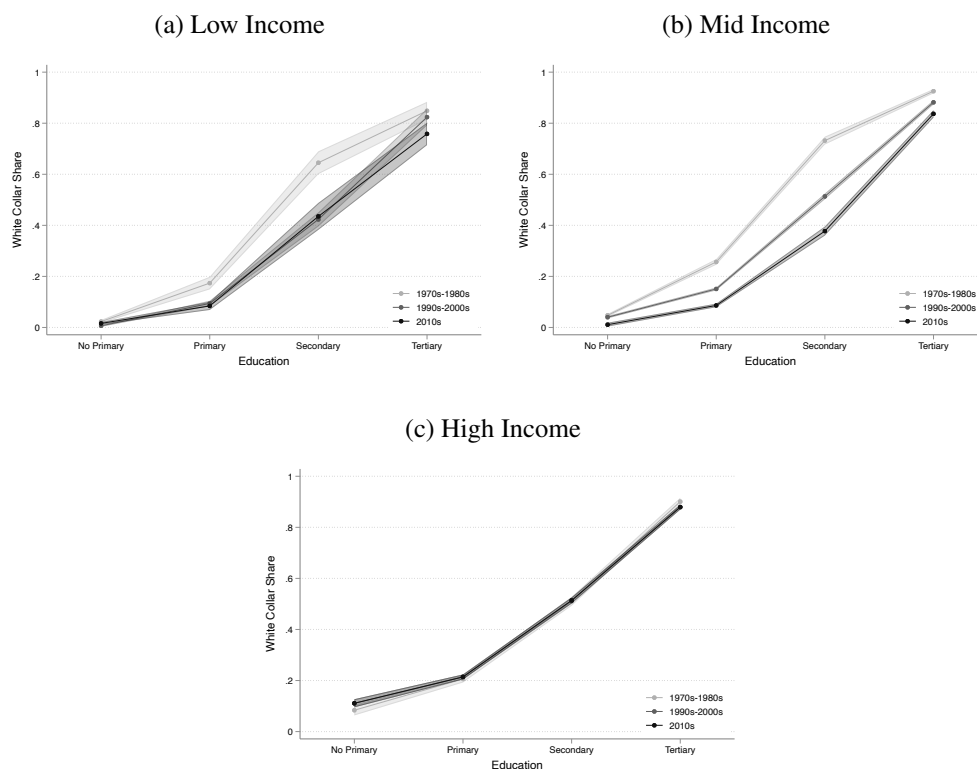 (a) Low Income
1
.8
.6
.4
.2
0
White Collar Share
No Primary
Primary
Secondary
Tertiary
Education
1970s-1980s
1990s-2000s
2010s
(b) Mid Income
1
.8
.6
.4
.2
0
White Collar Share
No Primary
Primary
Secondary
Tertiary
Education
1970s-1980s
1990s-2000s
2010s
(c) High Income
1
.8
.6
.4
.2
0
White Collar Share
No Primary
Primary
Secondary
Tertiary
Education
1970s-1980s
1990s-2000s
2010s